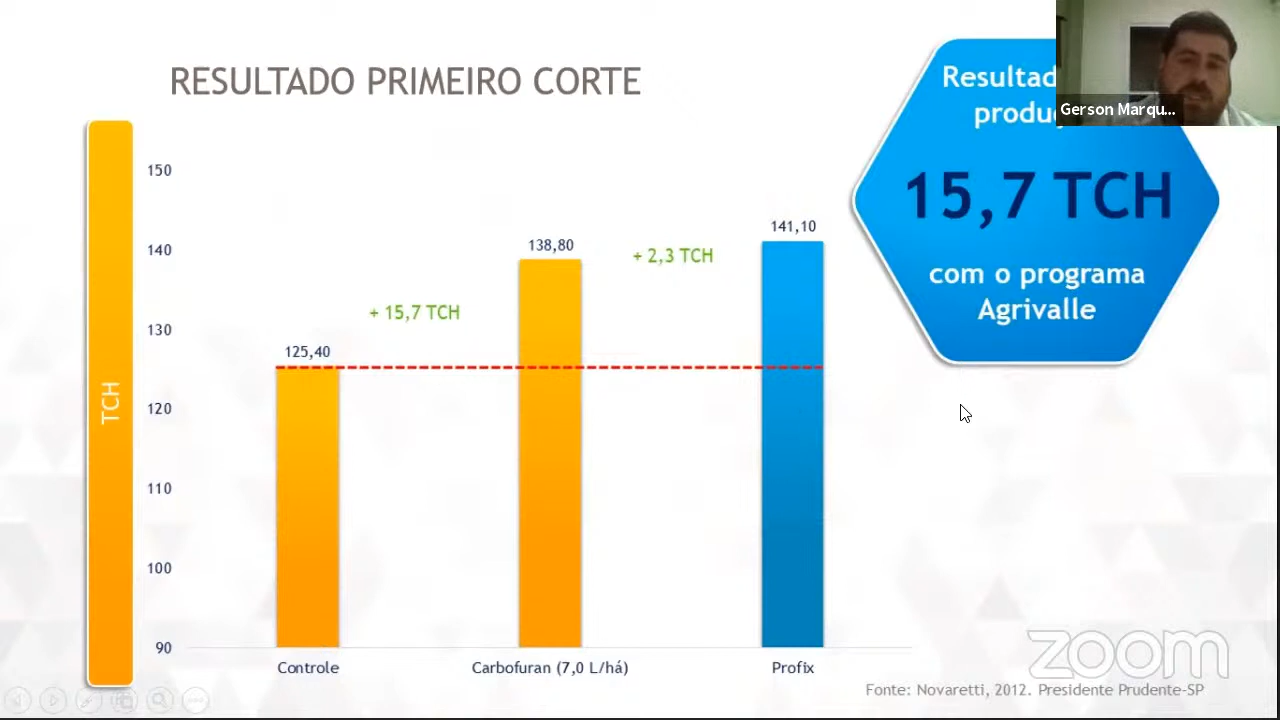 RESULTADO PRIMEIRO CORTE
Resultad
produç
Gerson Marqu...
15,7 TCH
com o programa
Agrivalle
TCH
150
140
130
120
110
100
90
125,40
+ 15,7 TCH
138,80
+ 2,3 TCH
141,10
Controle
Carbofuran (7,0 L/há)
Profix
zoom
Fonte: Novaretti, 2012. Presidente Prudente-SP